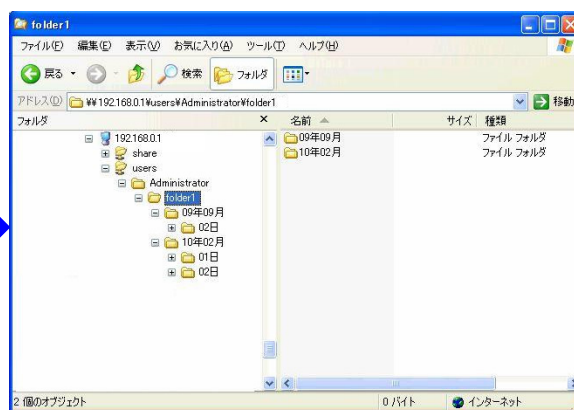 folder1
ファイル(F) 編集(E) 表示(V) お気に入り(A) ツール(T) ヘルプ(H)
戻る 検索 フォルダ
アドレス(D) ¥¥192.168.0.1¥users¥Administrator¥folder1 移動
フォルダ × 名前 サイズ 種類
192.168.0.1
share
users
Administrator
folder1
09年09月
02日
10年02月
01日
02日
09年09月 ファイル フォルダ
10年02月 ファイル フォルダ
2 個のオブジェクト 0 バイト インターネット